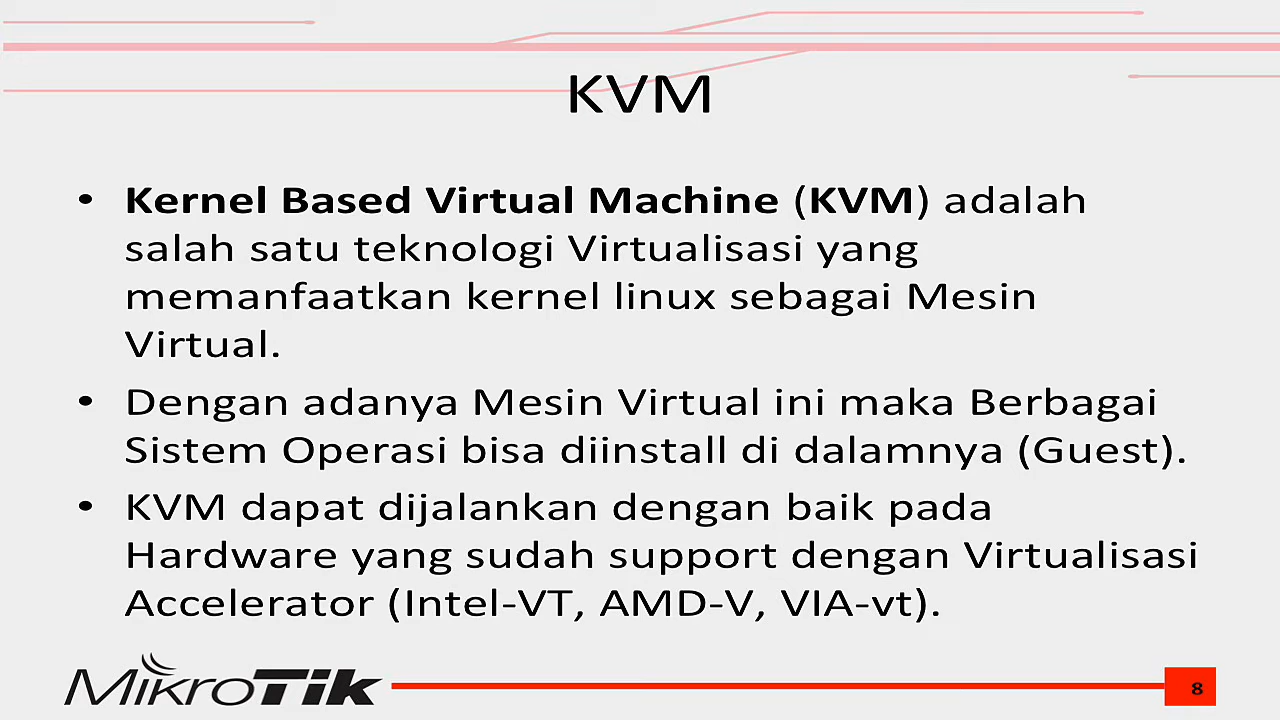 KVM
• Kernel Based Virtual Machine (KVM) adalah
salah satu teknologi Virtualisasi yang
memanfaatkan kernel linux sebagai Mesin
Virtual.
• Dengan adanya Mesin Virtual ini maka Berbagai
Sistem Operasi bisa diinstall di dalamnya (Guest).
• KVM dapat dijalankan dengan baik pada
Hardware yang sudah support dengan Virtualisasi
Accelerator (Intel-VT, AMD-V, VIA-vt).
MikroTik
8